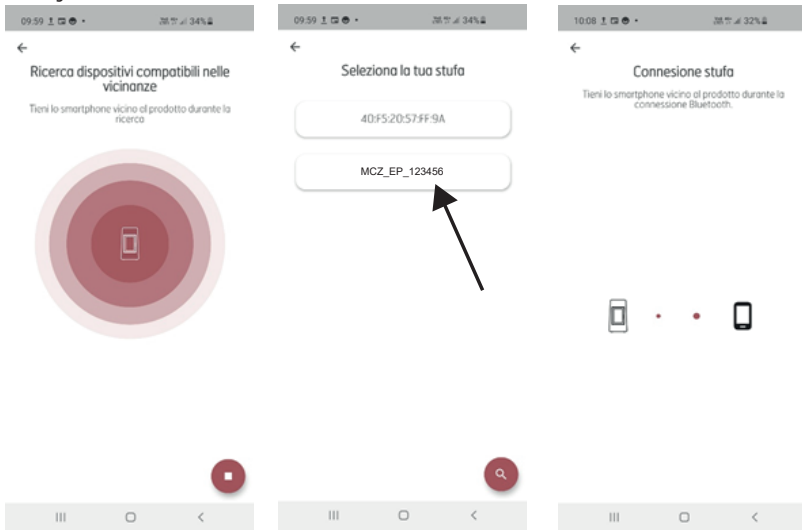 09:59
34%
Ricerca dispositivi compatibili nelle
vicinanze
Tieni lo smartphone vicino al prodotto durante la
ricerca
09:59
34%
Seleziona la tua stufa
40:F5:20:57:FF:9A
MCZ_EP_123456
10:08
32%
Connesione stufa
Tieni lo smartphone vicino al prodotto durante la
connessione Bluetooth.